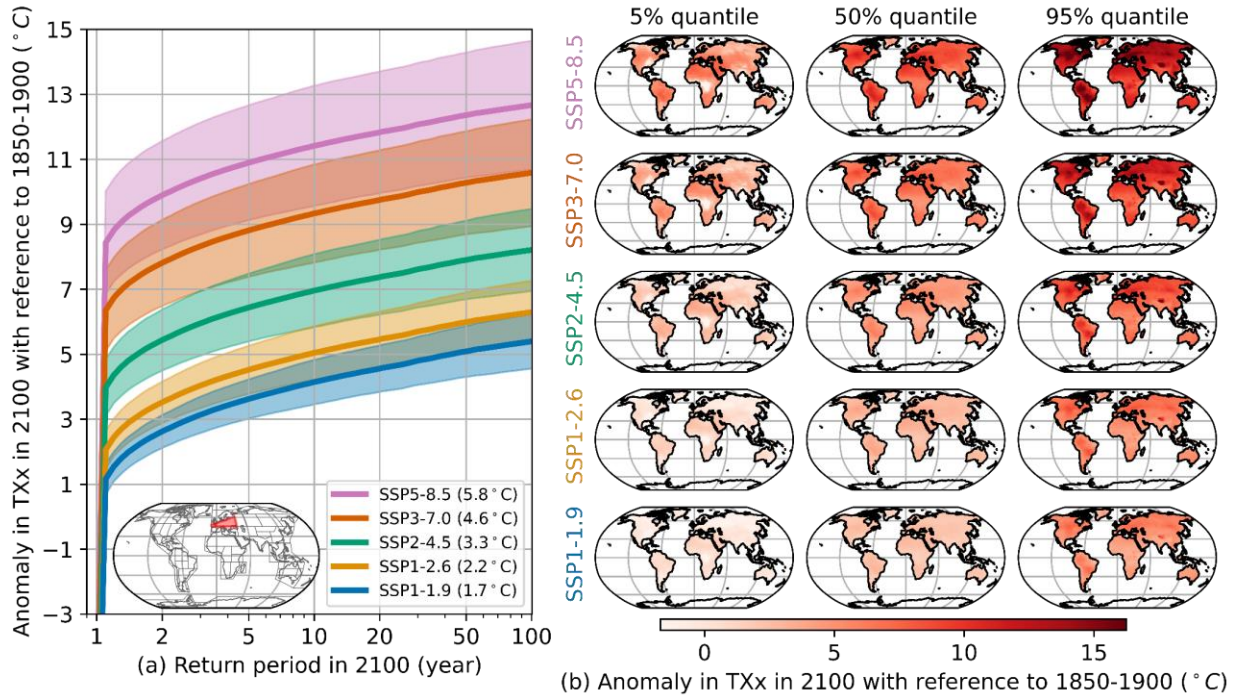 Anomaly in TXx in 2100 with reference to 1850-1900 (°C)
15
13
11
9
7
5
3
1
-1
-3
SSP5-8.5 (5.8°C)
SSP3-7.0 (4.6°C)
SSP2-4.5 (3.3°C)
SSP1-2.6 (2.2°C)
SSP1-1.9 (1.7°C)
1 2 5 10 20 50 100
(a) Return period in 2100 (year)
5% quantile 50% quantile 95% quantile
SSP5-8.5
SSP3-7.0
SSP2-4.5
SSP1-2.6
SSP1-1.9
0 5 10 15
(b) Anomaly in TXx in 2100 with reference to 1850-1900 (°C)